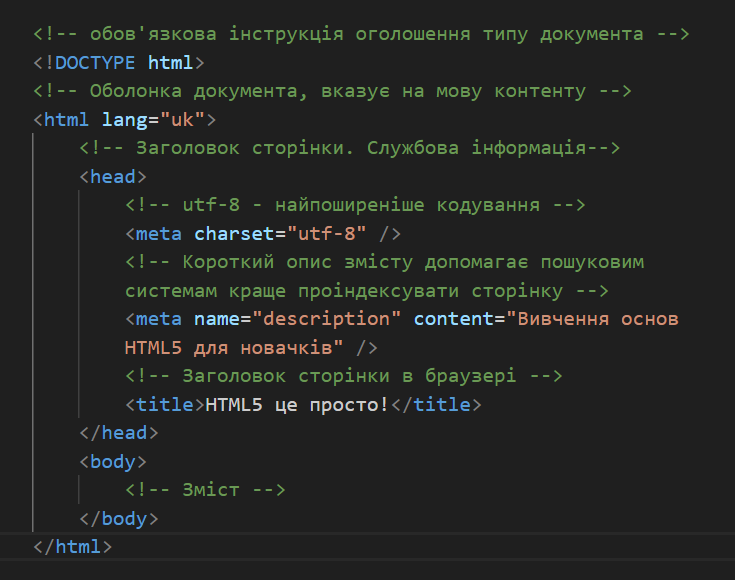 <!-- обов'язкова інструкція оголошення типу документа -->
<!DOCTYPE html>
<!-- Оболонка документа, вказує на мову контенту -->
<html lang="uk">
<!-- Заголовок сторінки. Службова інформація-->
<head>
<!-- utf-8 - найпоширеніше кодування -->
<meta charset="utf-8" />
<!-- Короткий опис змісту допомагає пошуковим
системам краще проіндексувати сторінку -->
<meta name="description" content="Вивчення основ
HTML5 для новачків" />
<!-- Заголовок сторінки в браузері -->
<title>HTML5 це просто!</title>
</head>
<body>
<!-- Зміст -->
</body>
</html>